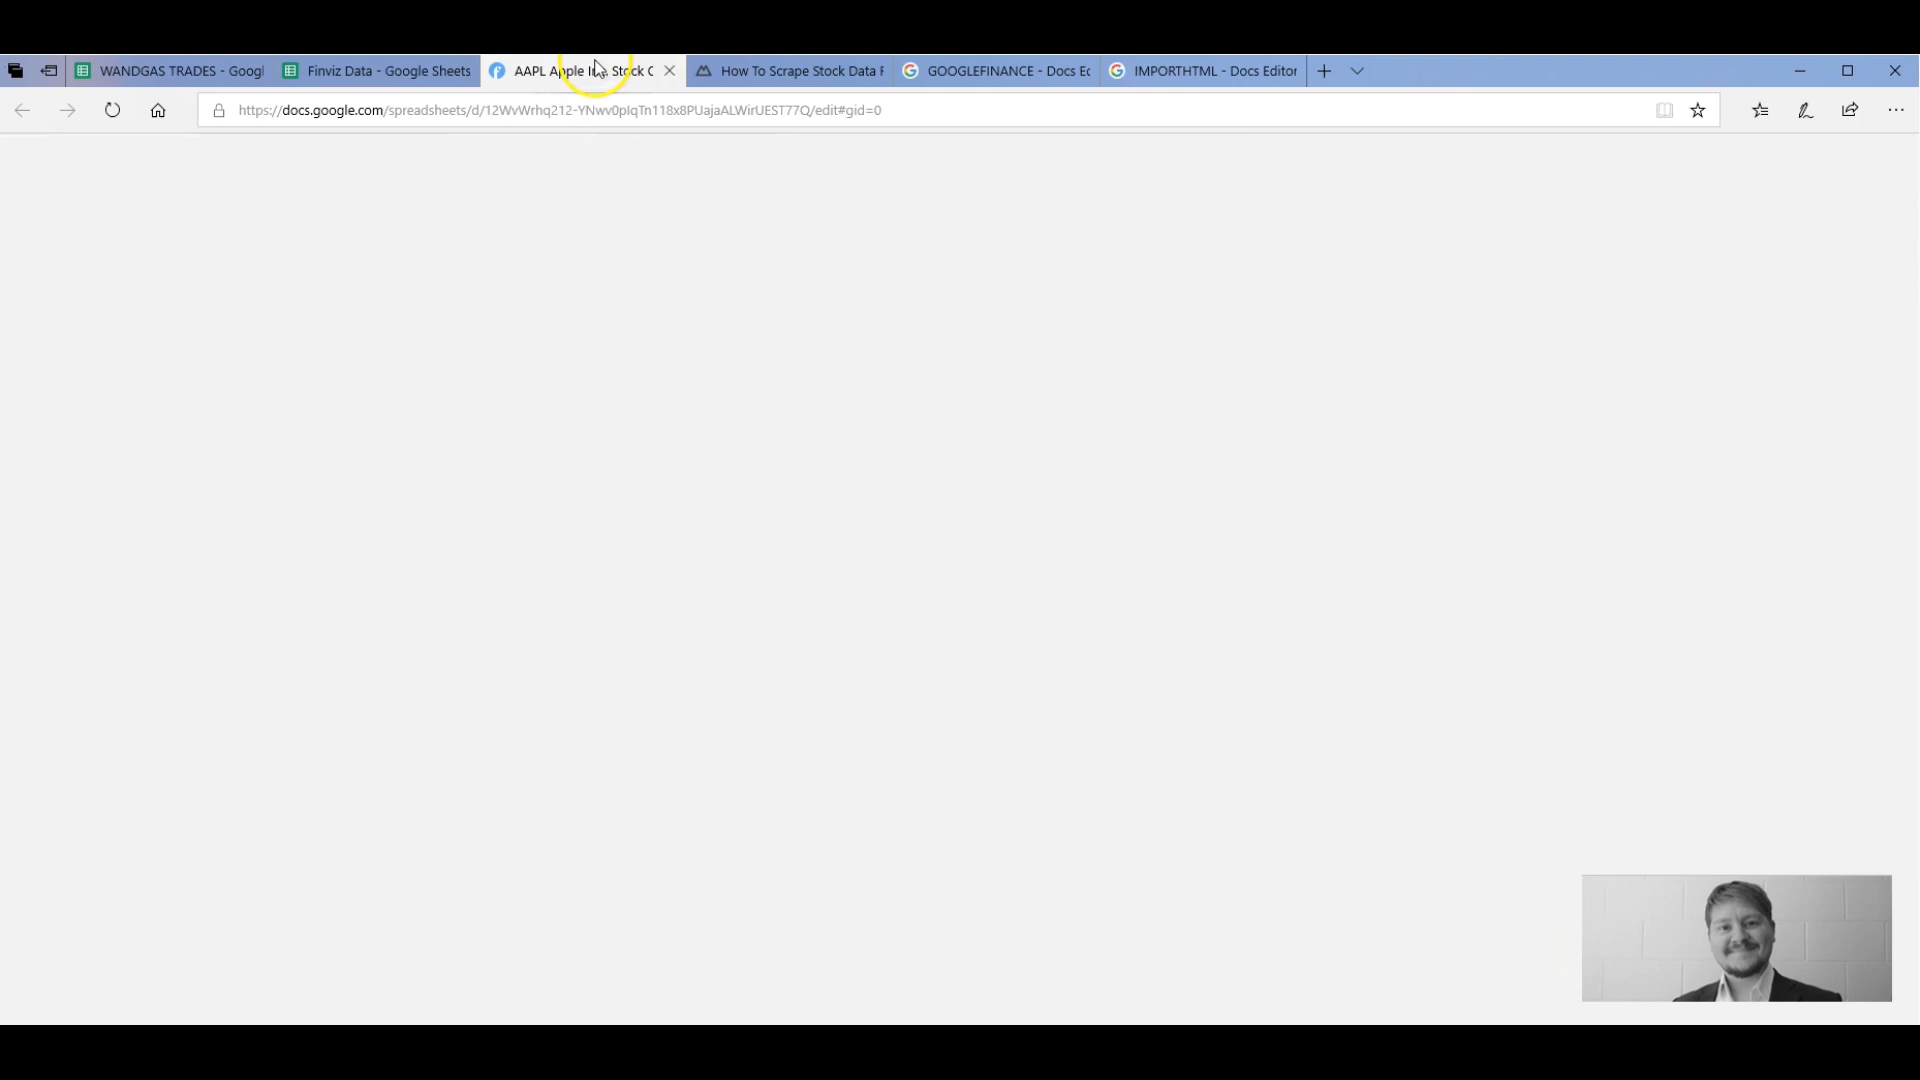 WANDGAS TRADES - Googl
Finviz Data - Google Sheets
AAPL Apple Inc. Stock C
How To Scrape Stock Data F
GOOGLEFINANCE - Docs Ec
IMPORTHTML - Docs Editor
https://docs.google.com/spreadsheets/d/12WvWrhq212-YNwv0pIqTn118x8PUajaALWirUEST77Q/edit#gid=0